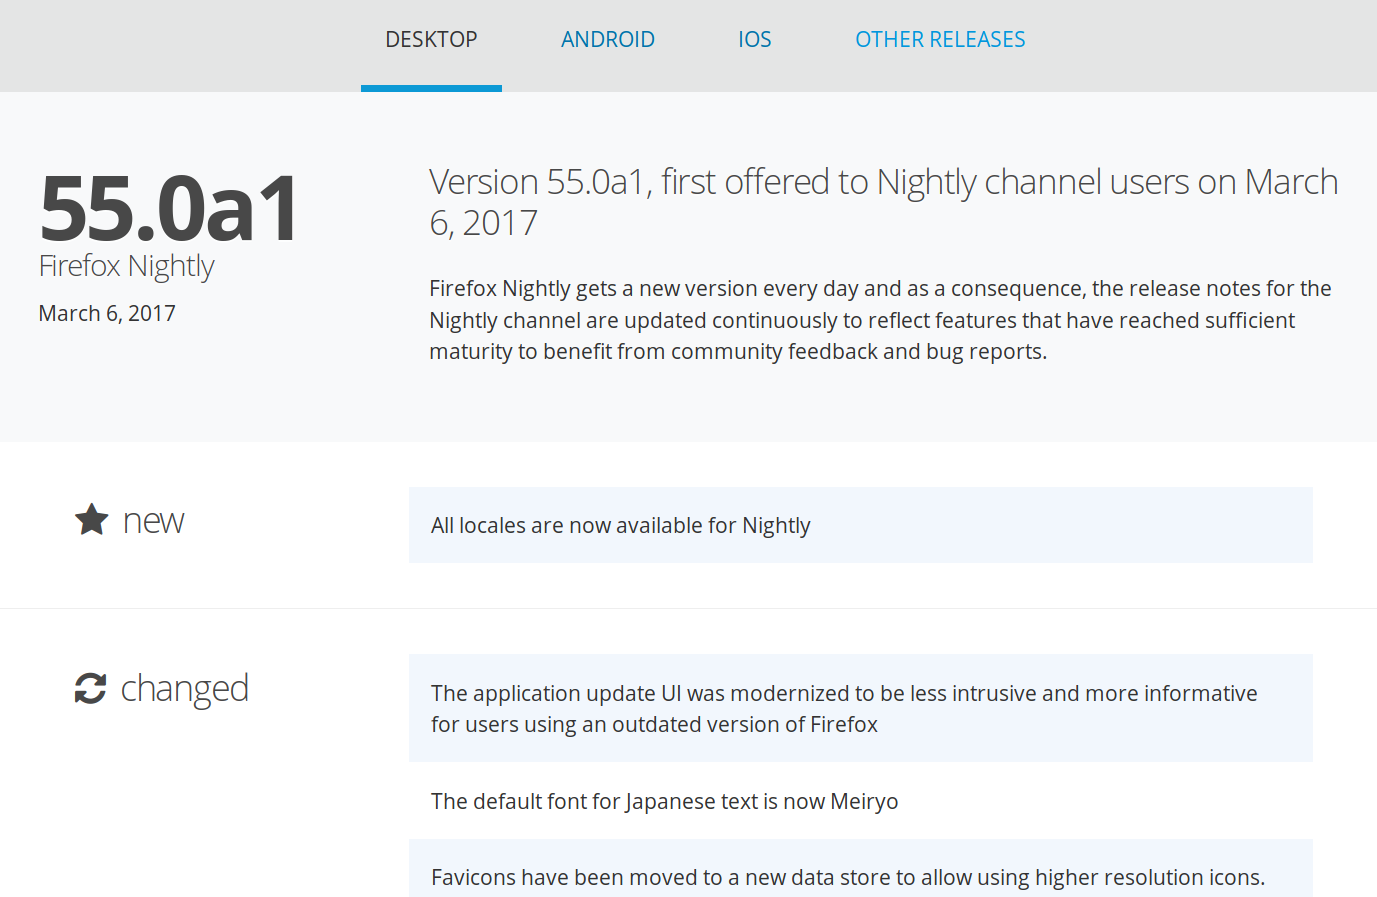 DESKTOP ANDROID IOS OTHER RELEASES
55.0a1
Firefox Nightly
March 6, 2017
Version 55.0a1, first offered to Nightly channel users on March
6, 2017
Firefox Nightly gets a new version every day and as a consequence, the release notes for the
Nightly channel are updated continuously to reflect features that have reached sufficient
maturity to benefit from community feedback and bug reports.
new
All locales are now available for Nightly
changed
The application update UI was modernized to be less intrusive and more informative
for users using an outdated version of Firefox
The default font for Japanese text is now Meiryo
Favicons have been moved to a new data store to allow using higher resolution icons.